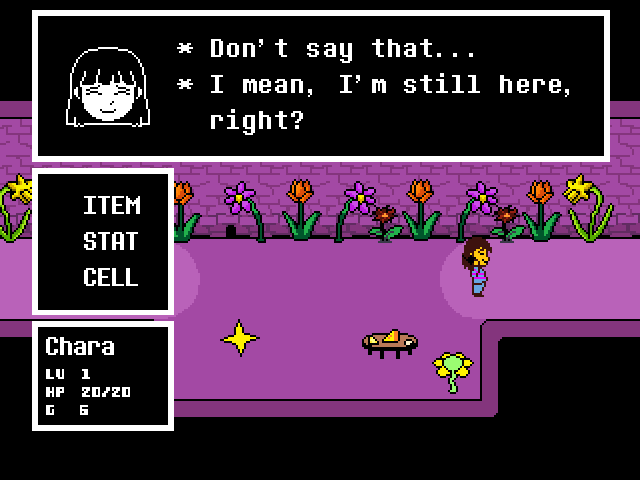 * Don't say that...
* I mean, I'm still here,
right?
ITEM
STAT
CELL
Chara
LV 1
HP 20/20
G 6